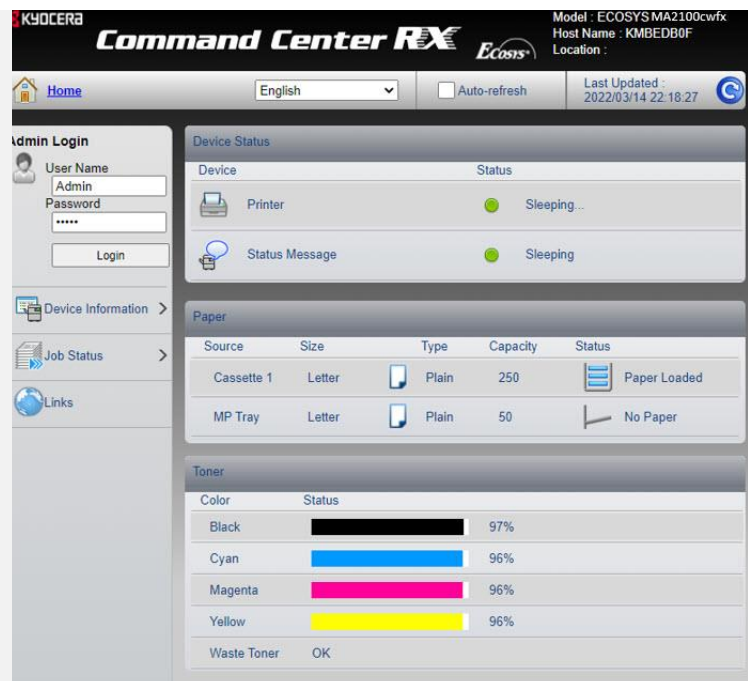 KYOCERA
Command Center RX
Ecosys
Model : ECOSYS MA2100cwfx
Host Name : KMBEDB0F
Location :
Home
English
Auto-refresh
Last Updated :
2022/03/14 22:18:27
Admin Login
User Name
Admin
Password
•••••
Login
Device Information
Job Status
Links
Device Status
Device Status
Printer Sleeping...
Status Message Sleeping
Paper
Source Size Type Capacity Status
Cassette 1 Letter Plain 250 Paper Loaded
MP Tray Letter Plain 50 No Paper
Toner
Color Status
Black 97%
Cyan 96%
Magenta 96%
Yellow 96%
Waste Toner OK